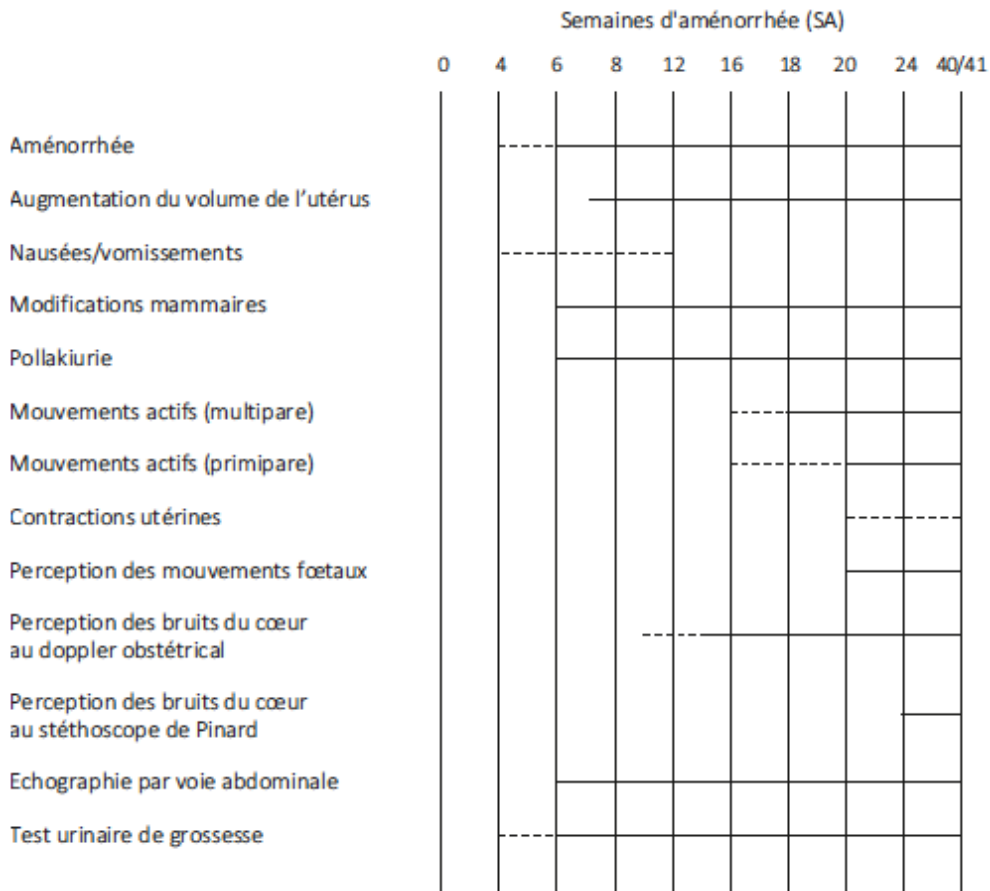 Semaines d'aménorrhée (SA)
0 4 6 8 12 16 18 20 24 40/41
Aménorrhée
Augmentation du volume de l’utérus
Nausées/vomissements
Modifications mammaires
Pollakiurie
Mouvements actifs (multipare)
Mouvements actifs (primipare)
Contractions utérines
Perception des mouvements fœtaux
Perception des bruits du cœur
au doppler obstétrical
Perception des bruits du cœur
au stéthoscope de Pinard
Echographie par voie abdominale
Test urinaire de grossesse